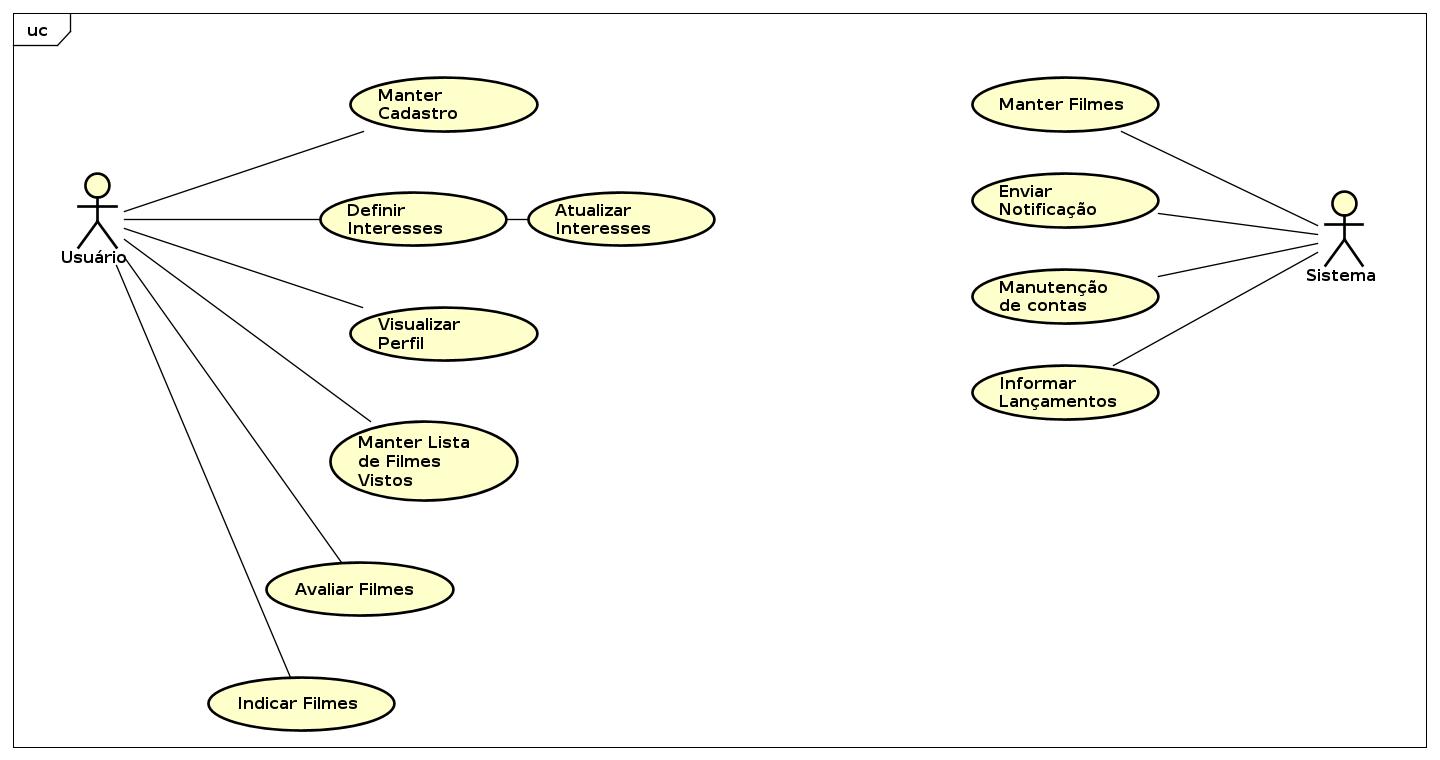 uc
Manter
Cadastro
Manter Filmes
Usuário
Definir
Interesses
Atualizar
Interesses
Enviar
Notificação
Sistema
Manutenção
de contas
Visualizar
Perfil
Informar
Lançamentos
Manter Lista
de Filmes
Vistos
Avaliar Filmes
Indicar Filmes